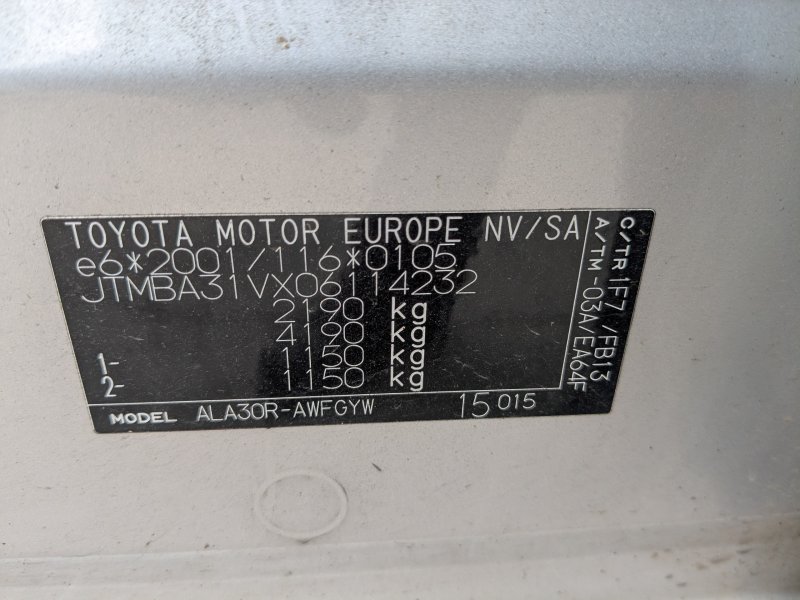 TOYOTA MOTOR EUROPE NV/SA
e6*2001/116*0105
JTMBA31VX06114232
2190 kg
4190 kg
1- 1150 kg
2- 1150 kg
MODEL ALA30R-AWFGYW 15 015
C/TR 1F7 /FB13
A/TM -03A/EA64F